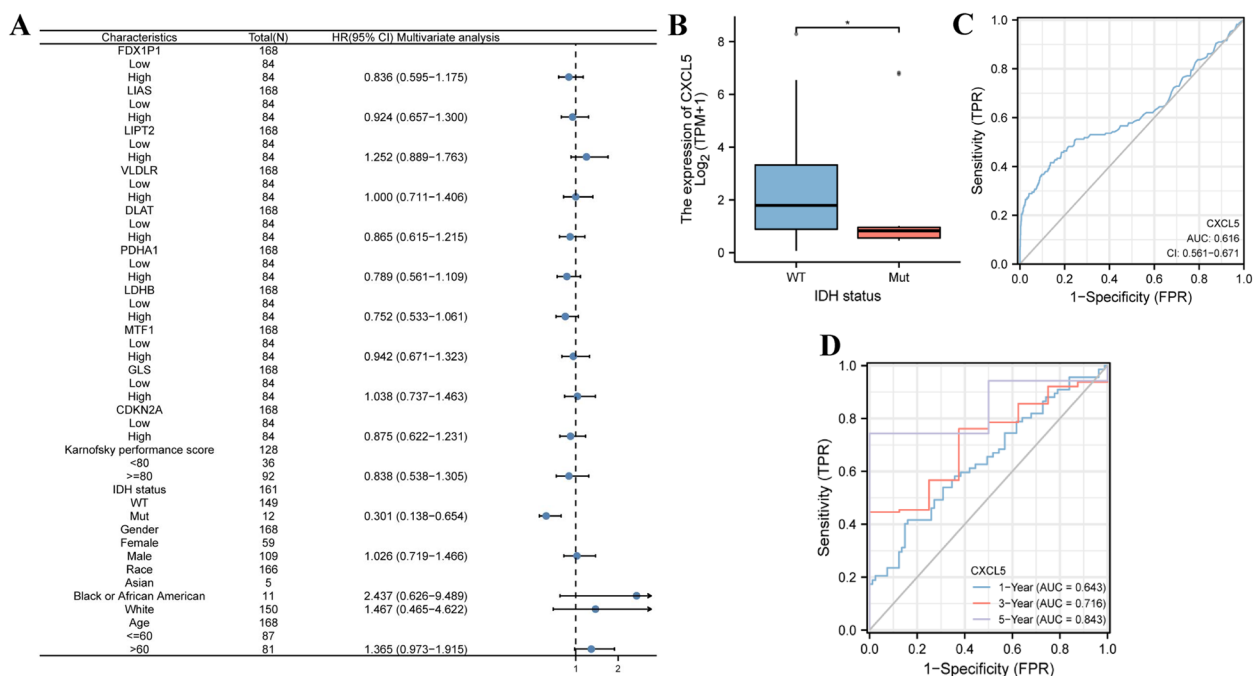 A
Characteristics Total(N) HR(95% CI) Multivariate analysis
FDX1P1 168
Low 84
High 84 0.836 (0.595−1.175)
LIAS 168
Low 84
High 84 0.924 (0.657−1.300)
LIPT2 168
Low 84
High 84 1.252 (0.889−1.763)
VLDLR 168
Low 84
High 84 1.000 (0.711−1.406)
DLAT 168
Low 84
High 84 0.865 (0.615−1.215)
PDHA1 168
Low 84
High 84 0.789 (0.561−1.109)
LDHB 168
Low 84
High 84 0.752 (0.533−1.061)
MTF1 168
Low 84
High 84 0.942 (0.671−1.323)
GLS 168
Low 84
High 84 1.038 (0.737−1.463)
CDKN2A 168
Low 84
High 84 0.875 (0.622−1.231)
Karnofsky performance score 128
<80 36
>=80 92 0.838 (0.538−1.305)
IDH status 161
WT 149
Mut 12 0.301 (0.138−0.654)
Gender 168
Female 59
Male 109 1.026 (0.719−1.466)
Race 166
Asian 5
Black or African American 11 2.437 (0.626−9.489)
White 150 1.467 (0.465−4.622)
Age 168
<=60 87
>60 81 1.365 (0.973−1.915)
1 2
B
*
The expression of CXCL5
Log2 (TPM+1)
8
6
4
2
0
WT Mut
IDH status
C
Sensitivity (TPR)
1.0
0.8
0.6
0.4
0.2
0.0
CXCL5
AUC: 0.616
CI: 0.561−0.671
0.0 0.2 0.4 0.6 0.8 1.0
1−Specificity (FPR)
D
Sensitivity (TPR)
1.0
0.8
0.6
0.4
0.2
0.0
CXCL5
1−Year (AUC = 0.643)
3−Year (AUC = 0.716)
5−Year (AUC = 0.843)
0.0 0.2 0.4 0.6 0.8 1.0
1−Specificity (FPR)